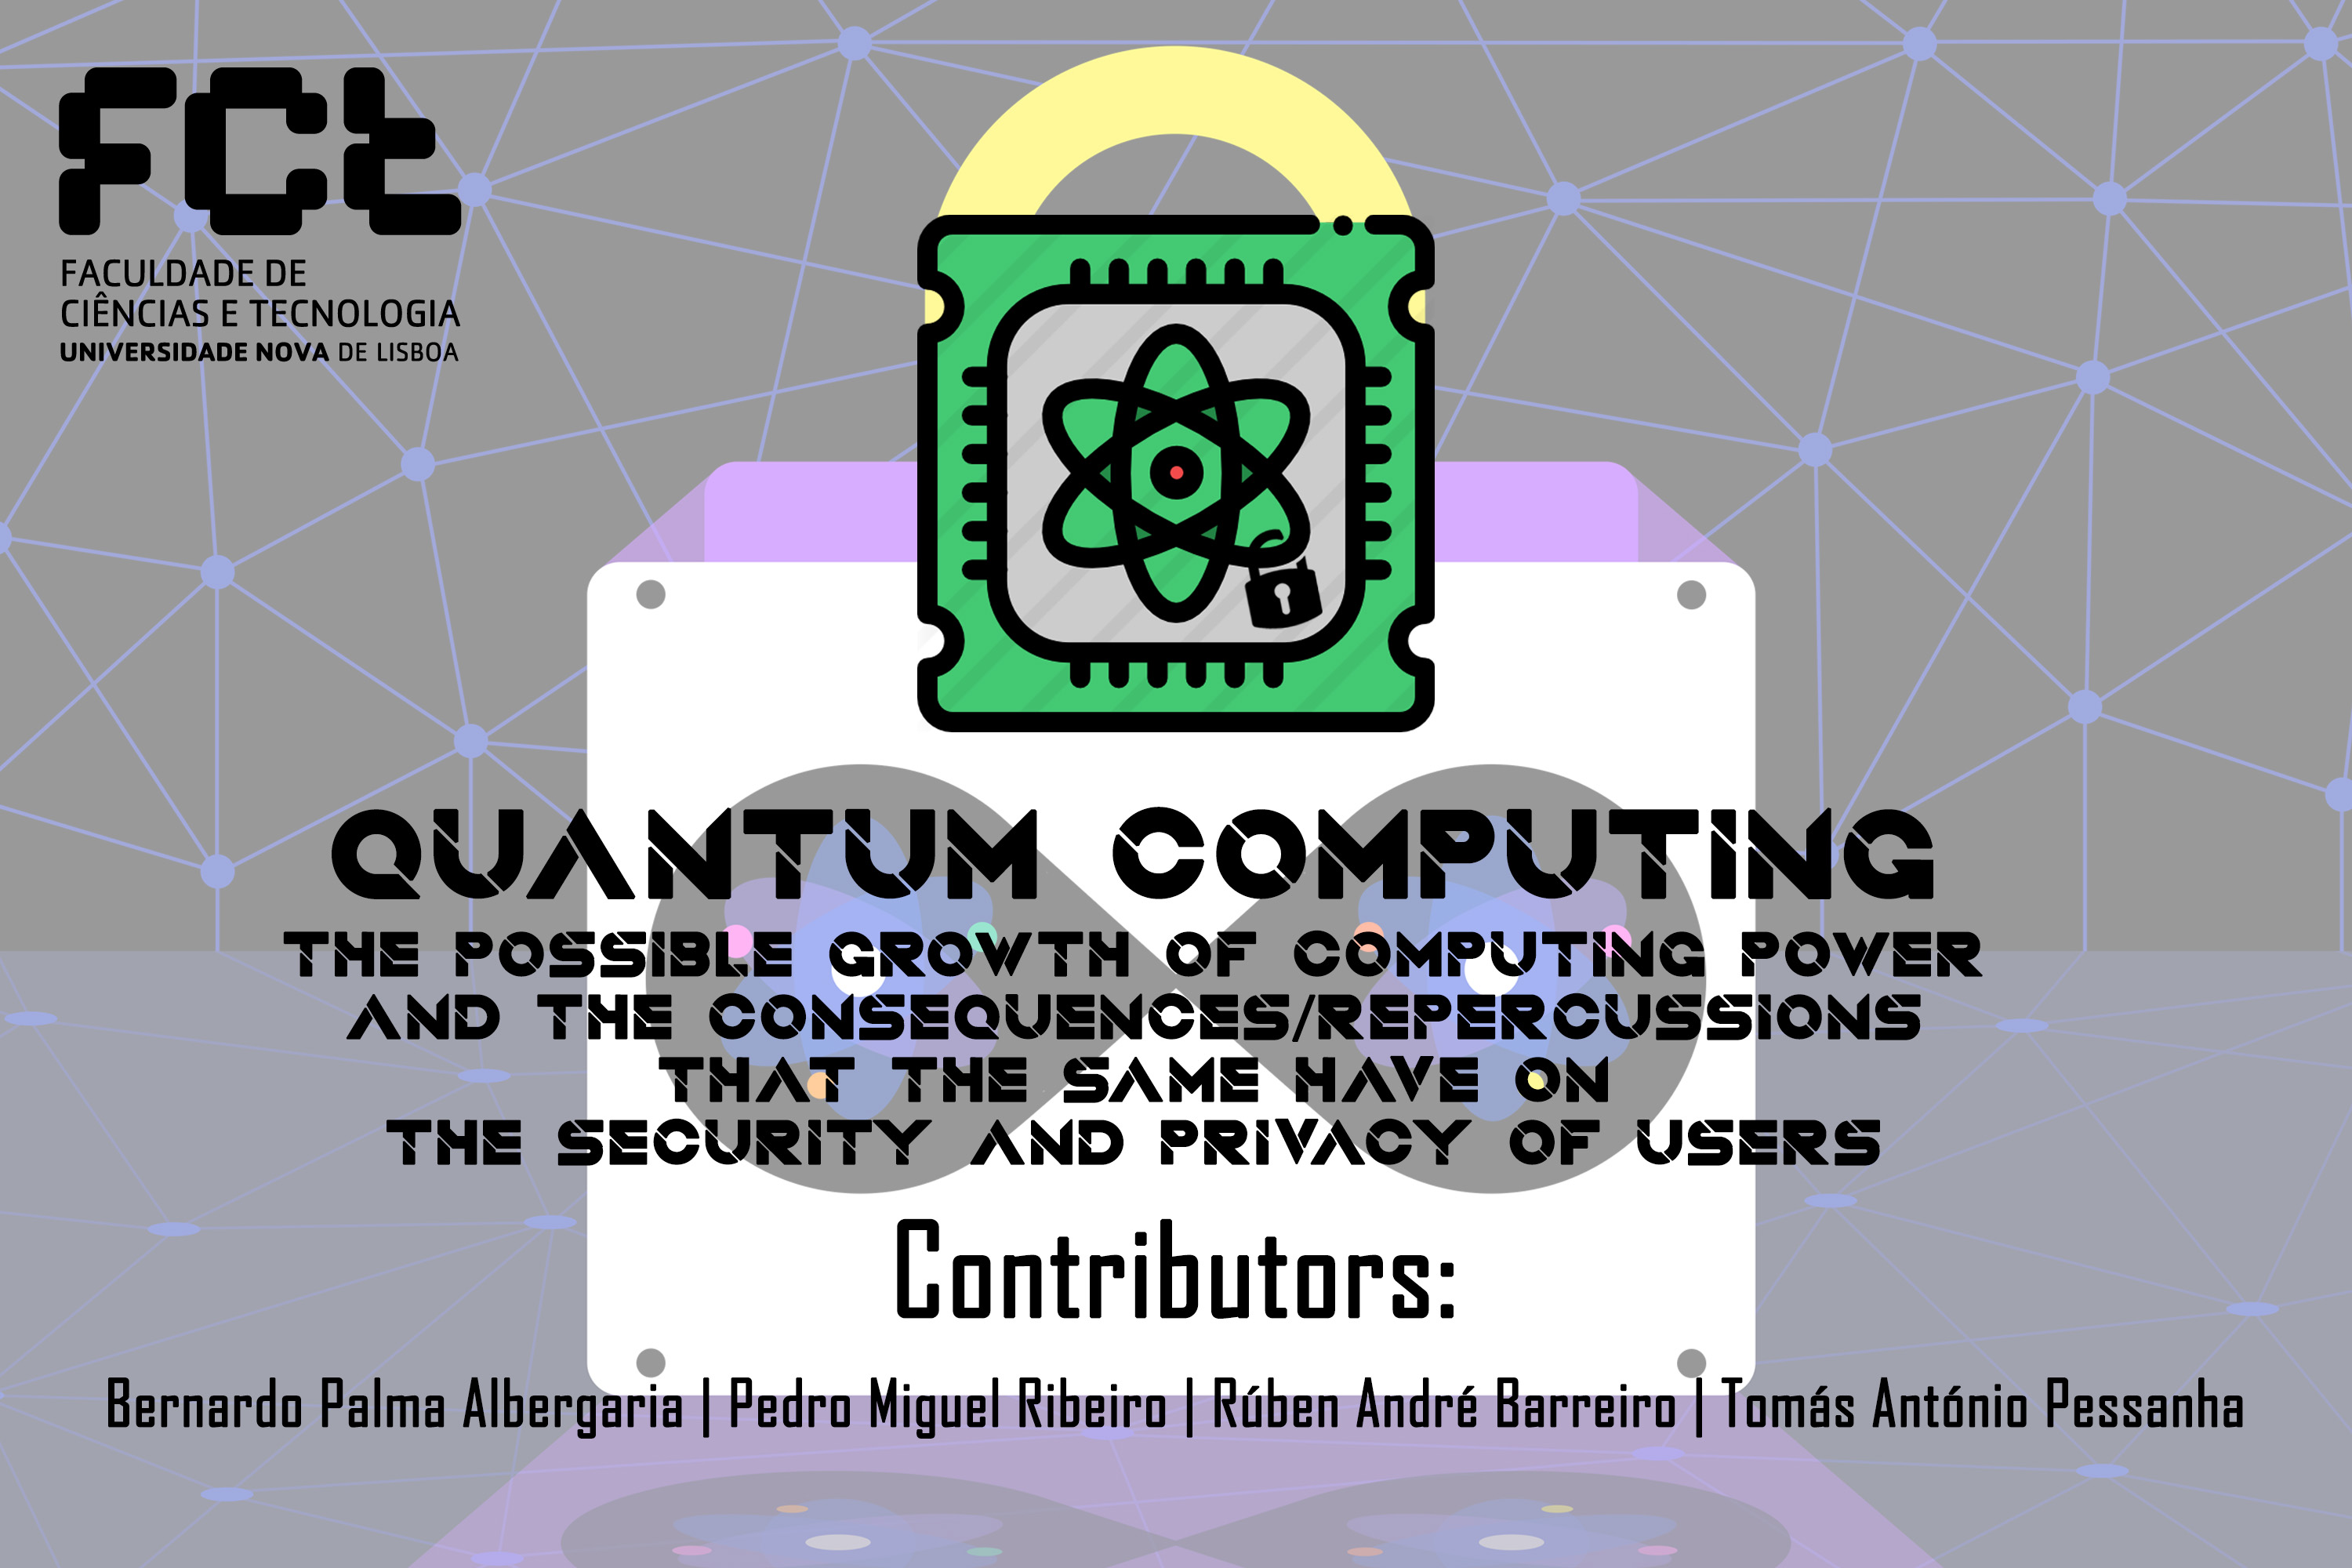 FCt
FACULDADE DE
CIÊNCIAS E TECNOLOGIA
UNIVERSIDADE NOVA DE LISBOA
QUANTUM COMPUTING
THE POSSIBLE GROWTH OF COMPUTING POWER
AND THE CONSEQUENCES/REPERCUSSIONS
THAT THE SAME HAVE ON
THE SECURITY AND PRIVACY OF USERS
Contributors:
Bernardo Palma Albergaria | Pedro Miguel Ribeiro | Rúben André Barreiro | Tomás António Pessanha